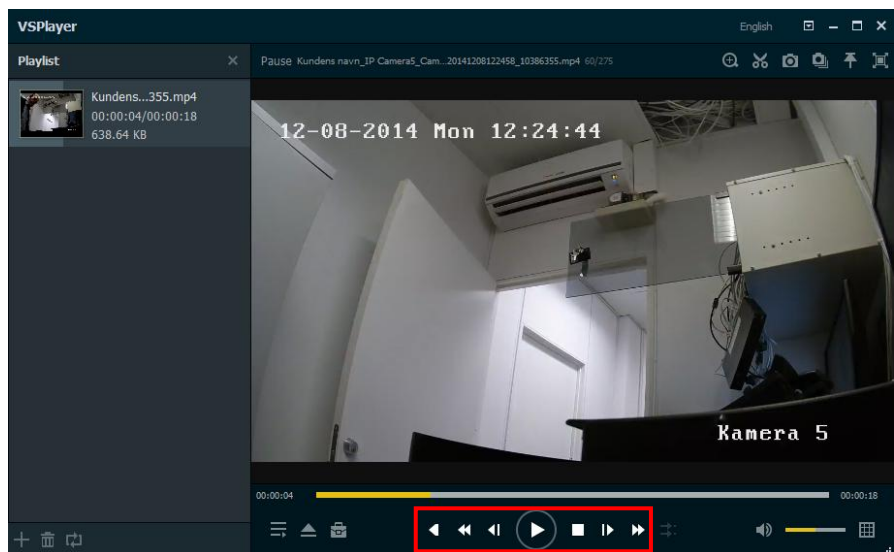 VSPlayer
English
Playlist
Pause Kundens navn_IP Camera5_Cam...20141208122458_10386355.mp4 60/275
Kundens...355.mp4
00:00:04/00:00:18
638.64 KB
12-08-2014 Mon 12:24:44
Kamera 5
00:00:04
00:00:18